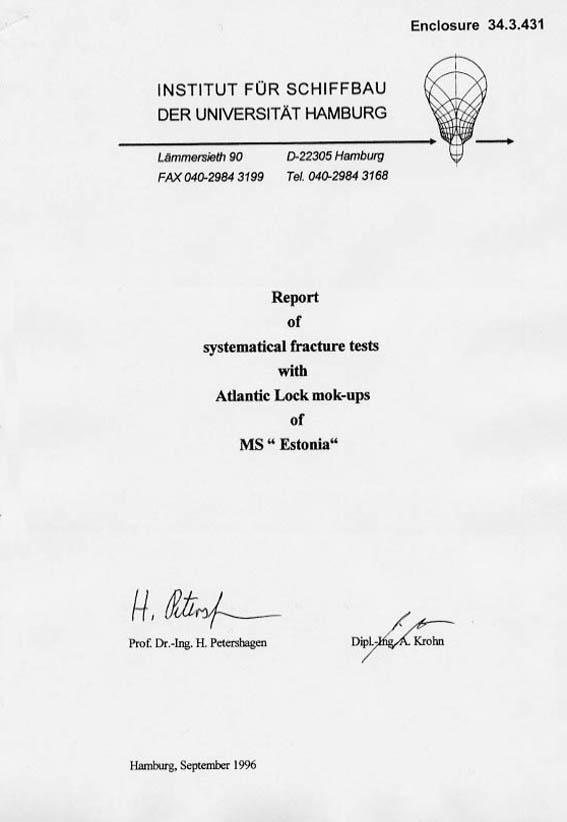 Enclosure 34.3.431
INSTITUT FÜR SCHIFFBAU
DER UNIVERSITÄT HAMBURG
Lämmersieth 90 D-22305 Hamburg
FAX 040-2984 3199 Tel. 040-2984 3168
Report
of
systematical fracture tests
with
Atlantic Lock mok-ups
of
MS “ Estonia“
H. Petersh
Prof. Dr.-Ing. H. Petershagen
Dipl.-Ing. A. Krohn
Hamburg, September 1996